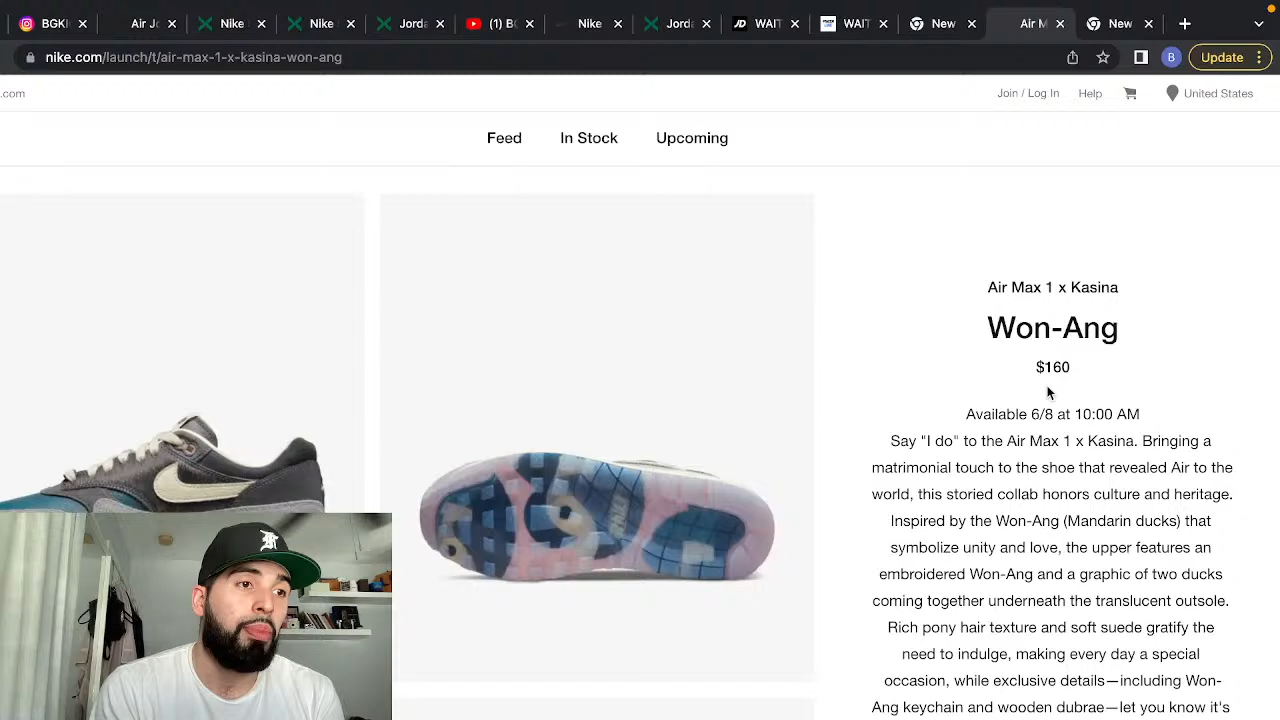 BGKI
Air Jo
Nike
Nike
Jorda
(1) BG
Nike
Jorda
JD WAIT
WAIT
New
Air M
New
nike.com/launch/t/air-max-1-x-kasina-won-ang
B
Update
.com
Join / Log In
Help
United States
Feed
In Stock
Upcoming
Air Max 1 x Kasina
Won-Ang
$160
Available 6/8 at 10:00 AM
Say "I do" to the Air Max 1 x Kasina. Bringing a
matrimonial touch to the shoe that revealed Air to the
world, this storied collab honors culture and heritage.
Inspired by the Won-Ang (Mandarin ducks) that
symbolize unity and love, the upper features an
embroidered Won-Ang and a graphic of two ducks
coming together underneath the translucent outsole.
Rich pony hair texture and soft suede gratify the
need to indulge, making every day a special
occasion, while exclusive details—including Won-
Ang keychain and wooden dubrae—let you know it's